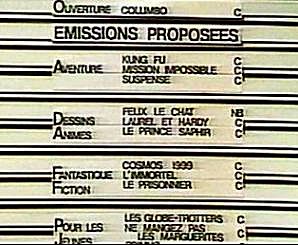 OUVERTURE COLUMBO C
EMISSIONS PROPOSEES
AVENTURE KUNG FU C
MISSION IMPOSSIBLE C
SUSPENSE C
DESSINS ANIMES FELIX LE CHAT NB
LAUREL ET HARDY C
LE PRINCE SAPHIR C
FANTASTIQUE FICTION COSMOS 1999 C
L'IMMORTEL C
LE PRISONNIER C
POUR LES JEUNES LES GLOBE-TROTTERS C
NE MANGEZ PAS C
LES MARGUERITES